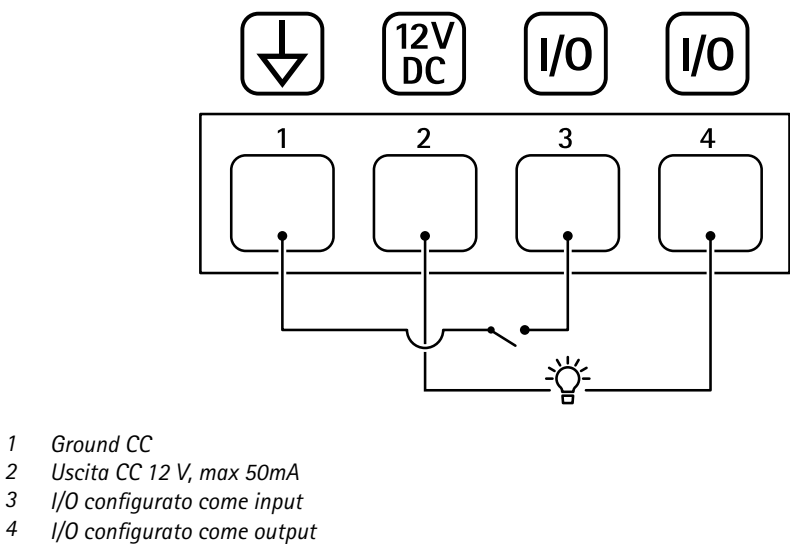 12V
DC
I/O
I/O
1 2 3 4
1 Ground CC
2 Uscita CC 12 V, max 50mA
3 I/O configurato come input
4 I/O configurato come output